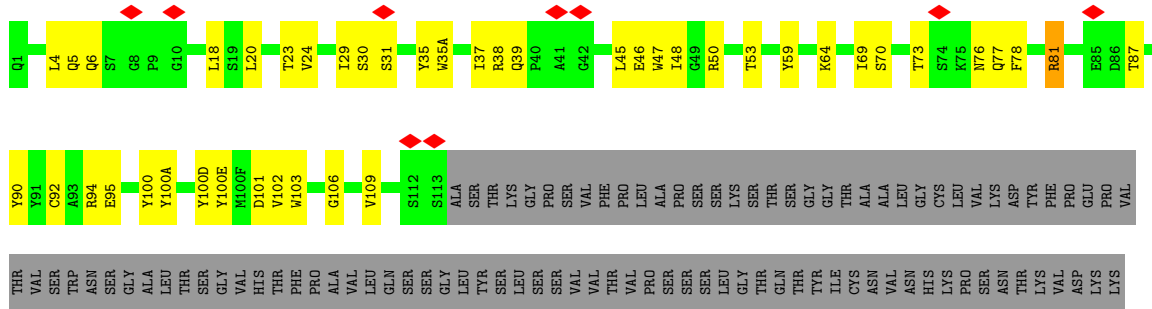 Q1 L4 Q5 Q6 S7 G8 P9 G10 L18 S19 L20 T23 V24 I29 S30 S31 Y35 W35A I37 R38 Q39 P40 A41 G42 L45 E46 W47 I48 G49 R50 T53 Y59 K64 I69 S70 T73 S74 K75 N76 Q77 F78 R81 E85 D86 T87
Y90 Y91 C92 A93 R94 E95 Y100 Y100A Y100D Y100E M100F D101 V102 W103 G106 V109 S112 S113 ALA SER THR LYS GLY PRO SER VAL PHE PRO LEU ALA PRO SER SER LYS SER THR SER GLY GLY THR ALA ALA LEU GLY CYS LEU VAL LYS ASP TYR PHE PRO GLU PRO VAL
THR VAL SER TRP ASN SER GLY ALA LEU THR SER GLY VAL HIS THR PHE PRO ALA VAL LEU GLN SER SER GLY LEU TYR SER LEU SER SER VAL VAL THR VAL PRO SER SER SER LEU GLY THR GLN THR TYR ILE CYS ASN VAL ASN HIS LYS PRO SER ASN THR LYS VAL ASP LYS LYS